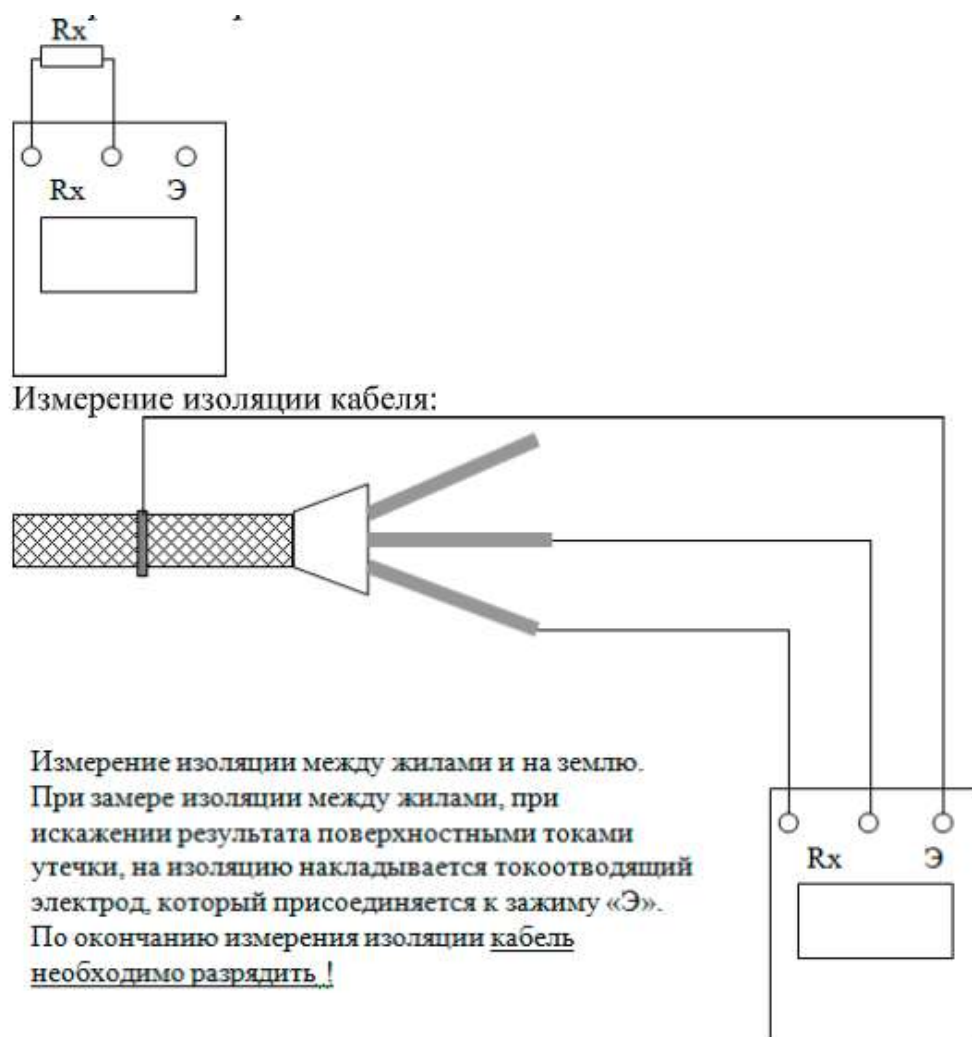 Rx
Rx Э
Измерение изоляции кабеля:
Измерение изоляции между жилами и на землю.
При замере изоляции между жилами, при
искажении результата поверхностными токами
утечки, на изоляцию накладывается токоотводящий
электрод, который присоединяется к зажиму «Э».
По окончанию измерения изоляции кабель
необходимо разрядить !
Rx Э